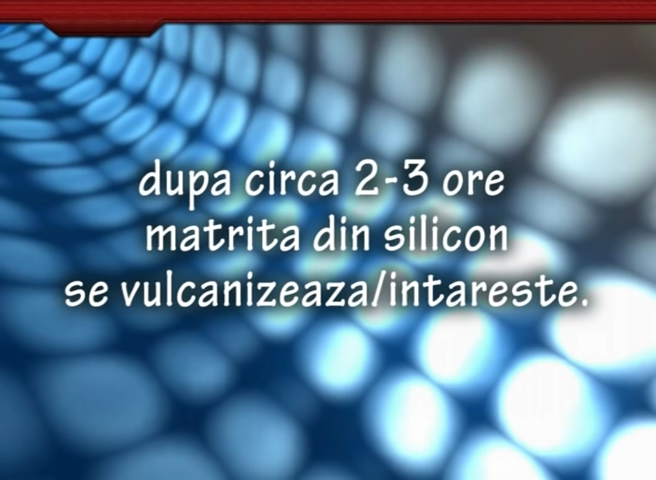 dupa circa 2-3 ore
matrita din silicon
se vulcanizeaza/intareste.